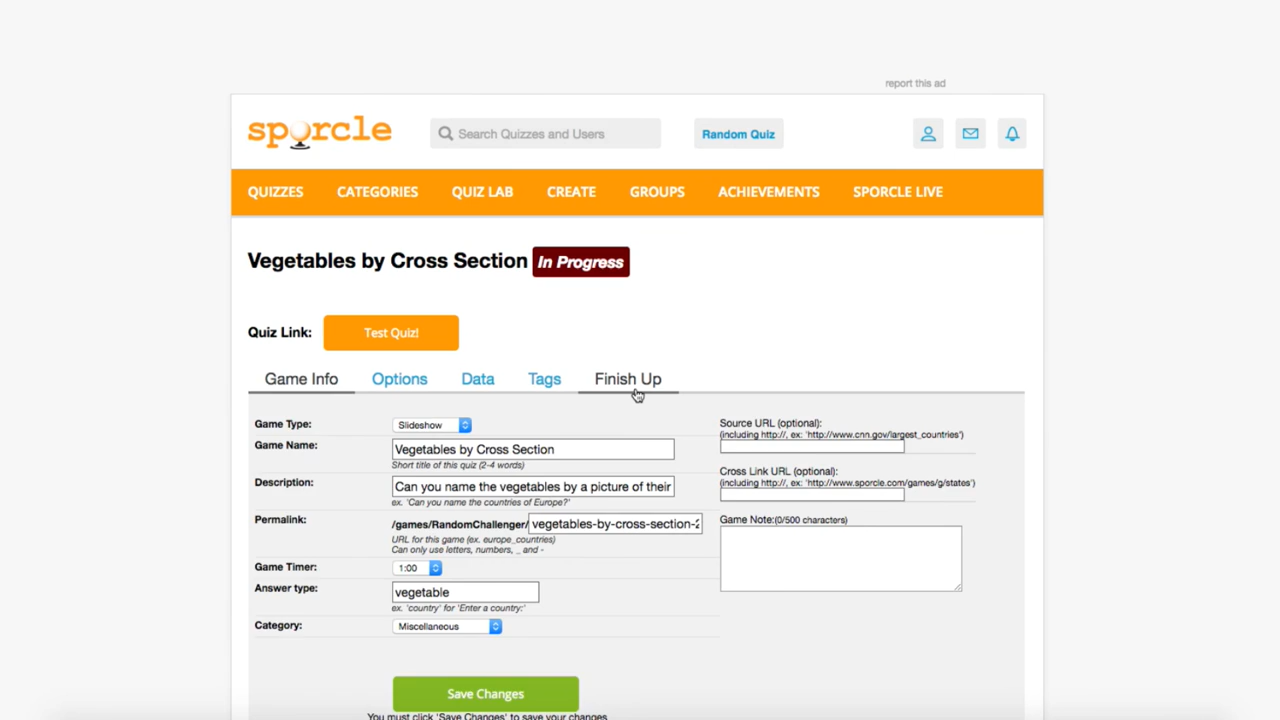 report this ad
sporcle
Search Quizzes and Users
Random Quiz
QUIZZES CATEGORIES QUIZ LAB CREATE GROUPS ACHIEVEMENTS SPORCLE LIVE
Vegetables by Cross Section In Progress
Quiz Link: Test Quiz!
Game Info Options Data Tags Finish Up
Game Type: Slideshow
Game Name: Vegetables by Cross Section
Short title of this quiz (2-4 words)
Description: Can you name the vegetables by a picture of their
ex. 'Can you name the countries of Europe?'
Permalink: /games/RandomChallenger/ vegetables-by-cross-section-
URL for this game (ex. europe_countries)
Can only use letters, numbers, _ and -
Game Timer: 1:00
Answer type: vegetable
ex. 'country' for 'Enter a country:'
Category: Miscellaneous
Source URL (optional):
(including http://, ex: 'http://www.cnn.gov/largest_countries')
Cross Link URL (optional):
(including http://, ex: 'http://www.sporcle.com/games/g/states')
Game Note:(0/500 characters)
Save Changes
You must click 'Save Changes' to save your changes